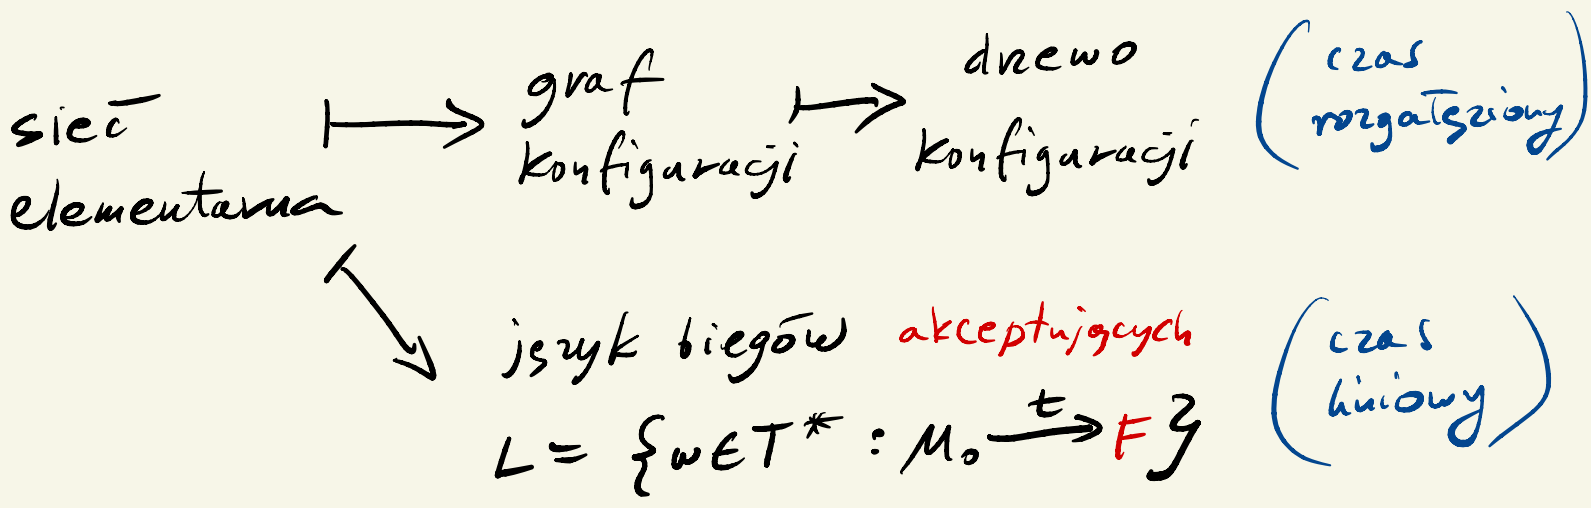 sieć ↦ graf konfiguracji ↦ drzewo konfiguracji (czas rozgałęziony)
elementarna
język biegów akceptujących (czas liniowy)
L = {w ∈ T* : M₀ —t→ F}